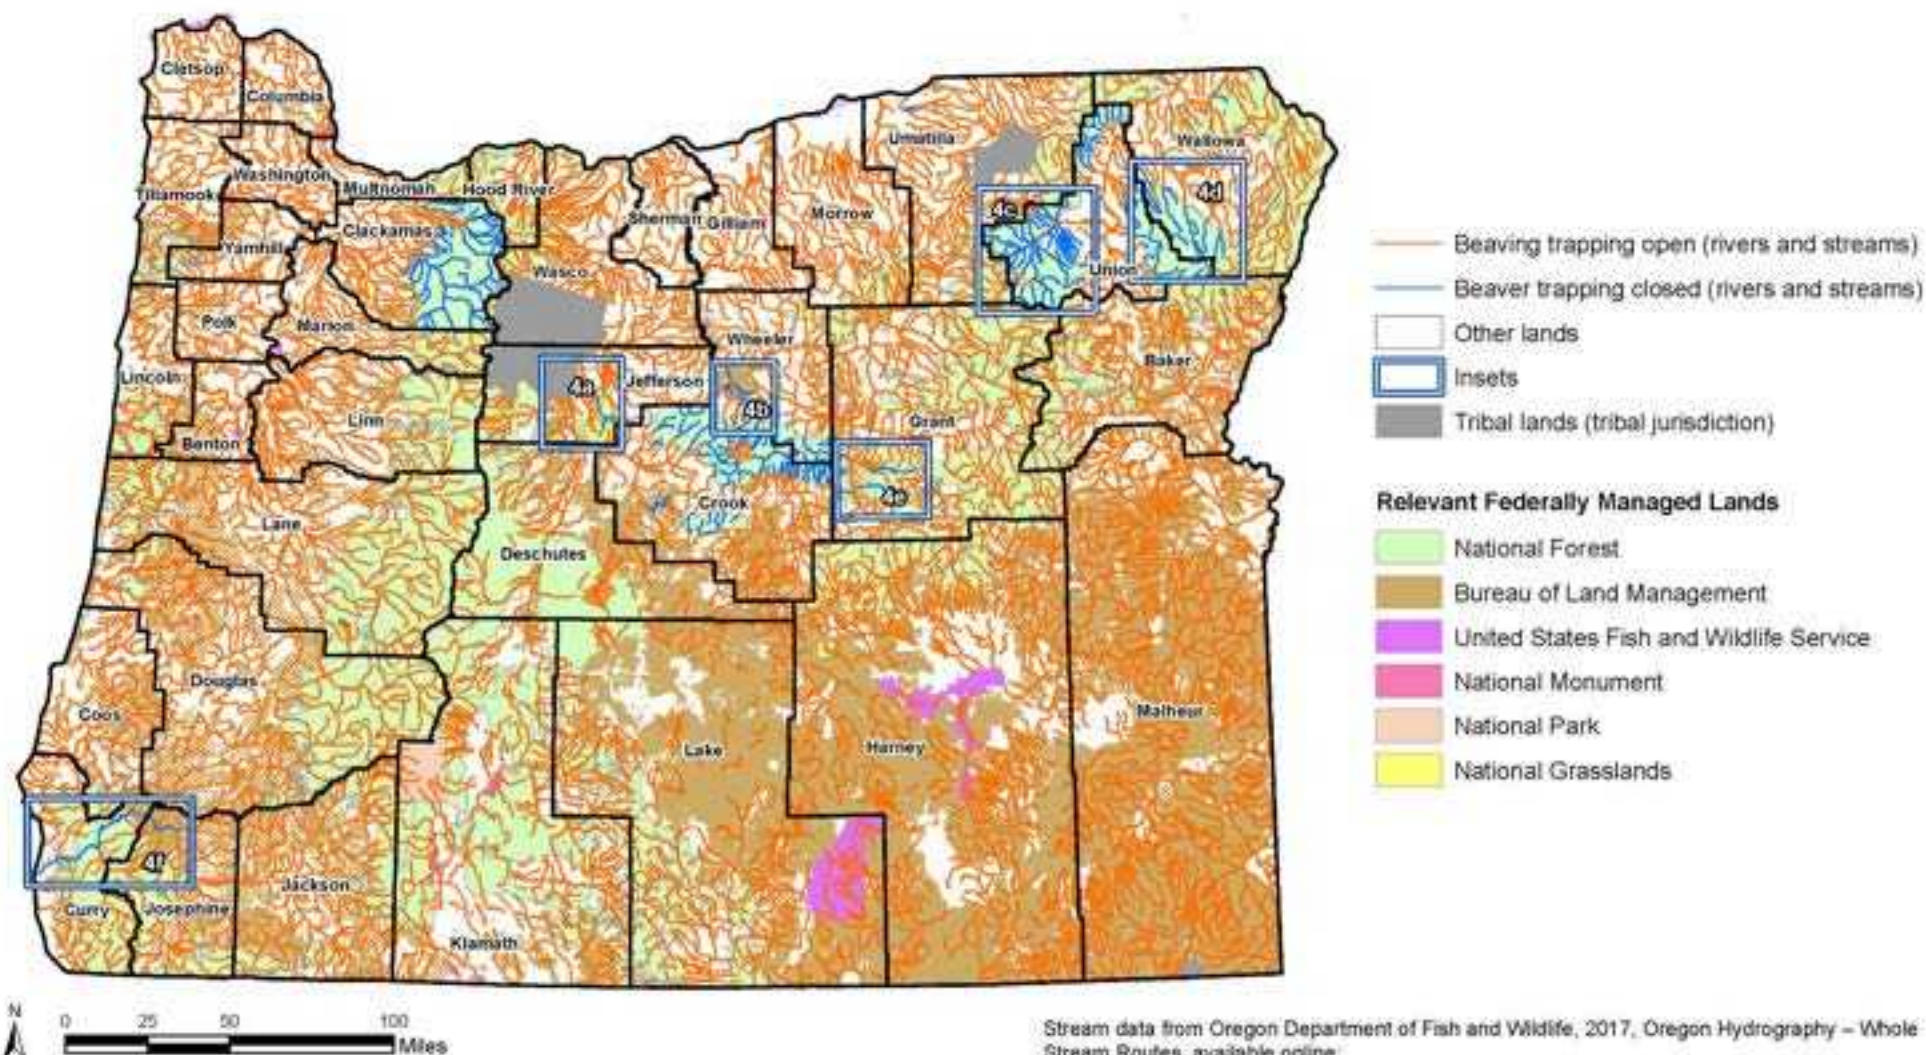 Clatsop
Columbia
Tillamook
Washington
Multnomah
Hood River
Umatilla
Wallowa
4d
Yamhill
Clackamas
Sherman
Gilliam
Morrow
4c
Wasco
Union
Polk
Marion
Wheeler
Baker
Lincoln
Linn
4a
Jefferson
4b
Grant
Benton
Lane
Crook
4e
Deschutes
Douglas
Coos
Lake
Harney
Malheur
4f
Curry
Josephine
Jackson
Klamath
Beaving trapping open (rivers and streams)
Beaver trapping closed (rivers and streams)
Other lands
Insets
Tribal lands (tribal jurisdiction)
Relevant Federally Managed Lands
National Forest
Bureau of Land Management
United States Fish and Wildlife Service
National Monument
National Park
National Grasslands
N
0 25 50 100
Miles
Stream data from Oregon Department of Fish and Wildlife, 2017, Oregon Hydrography – Whole
Stream Routes, available online: